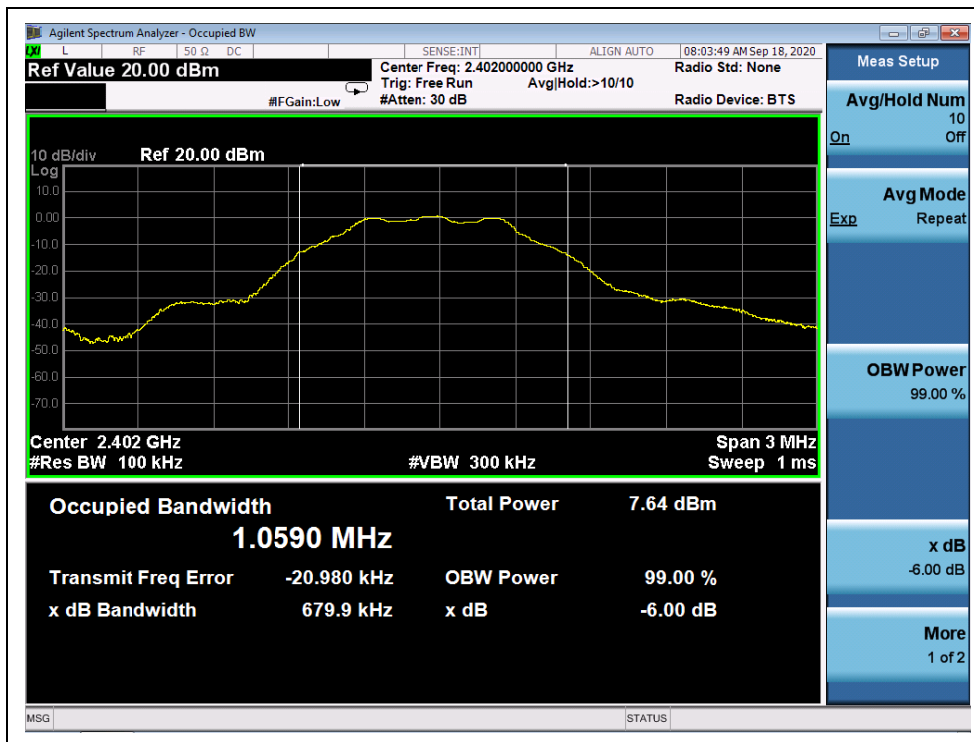 Agilent Spectrum Analyzer - Occupied BW
LXI L RF 50 Ω DC SENSE:INT ALIGN AUTO 08:03:49 AM Sep 18, 2020
Ref Value 20.00 dBm
Center Freq: 2.402000000 GHz
Radio Std: None
Trig: Free Run Avg|Hold:>10/10
#IFGain:Low #Atten: 30 dB
Radio Device: BTS
10 dB/div Ref 20.00 dBm
Log
10.0
0.00
-10.0
-20.0
-30.0
-40.0
-50.0
-60.0
-70.0
Center 2.402 GHz Span 3 MHz
#Res BW 100 kHz #VBW 300 kHz Sweep 1 ms
Occupied Bandwidth Total Power 7.64 dBm
1.0590 MHz
Transmit Freq Error -20.980 kHz OBW Power 99.00 %
x dB Bandwidth 679.9 kHz x dB -6.00 dB
Meas Setup
Avg/Hold Num
10
On Off
Avg Mode
Exp Repeat
OBW Power
99.00 %
x dB
-6.00 dB
More
1 of 2
MSG STATUS